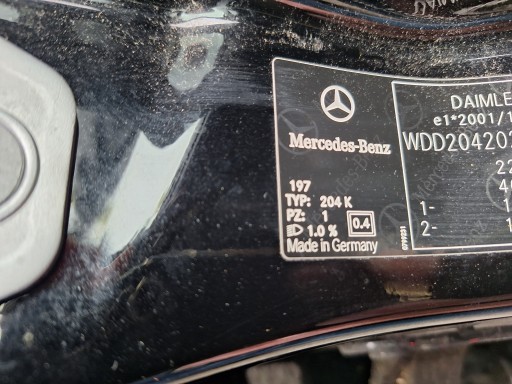 Mercedes-Benz
197
TYP: 204 K
PZ: 1
1.0 %
0.4
Made in Germany
DAIMLE
e1*2001/1
WDD204202
22
1-
2-